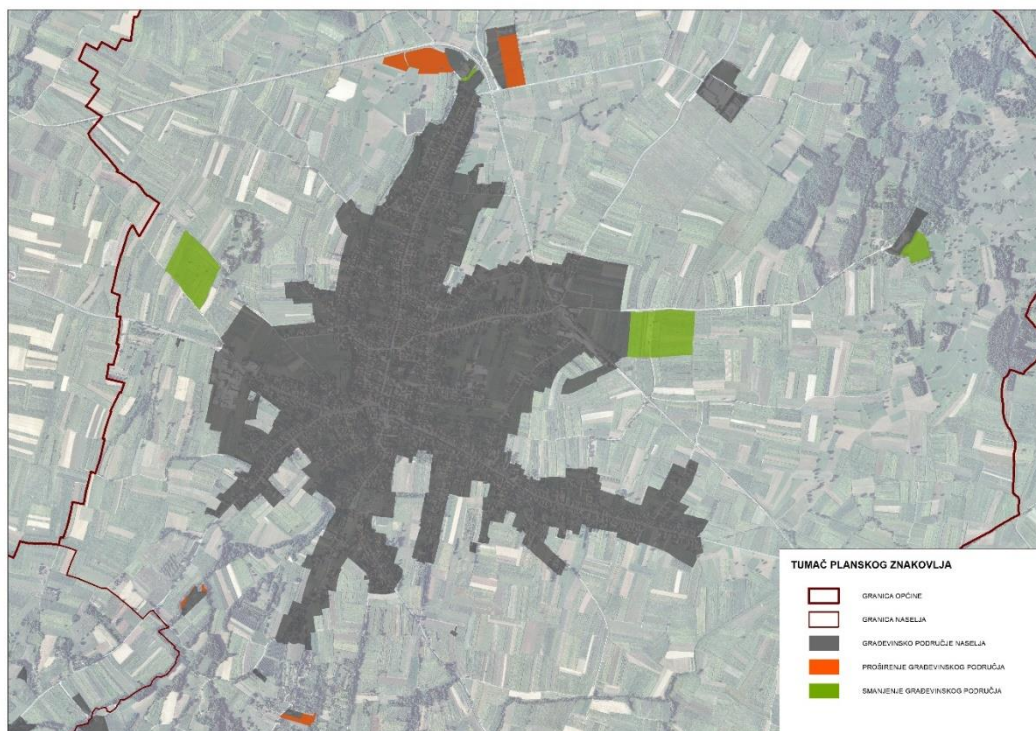 TUMAČ PLANSKOG ZNAKOVLJA
GRANICA OPĆINE
GRANICA NASELJA
GRAĐEVINSKO PODRUČJE NASELJA
PROŠIRENJE GRAĐEVINSKOG PODRUČJA
SMANJENJE GRAĐEVINSKOG PODRUČJA